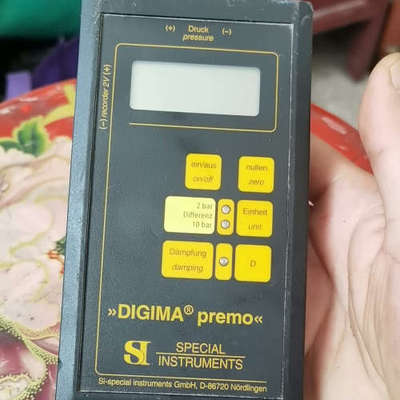 (+) Druck (-)
pressure
(-) recorder 2V (+)
ein/aus
on/off
nullen
zero
2 bar
Differenz
10 bar
Einheit
unit
Dämpfung
damping
D
»DIGIMA® premo«
SI SPECIAL
INSTRUMENTS
SI-special instruments GmbH, D-86720 Nördlingen